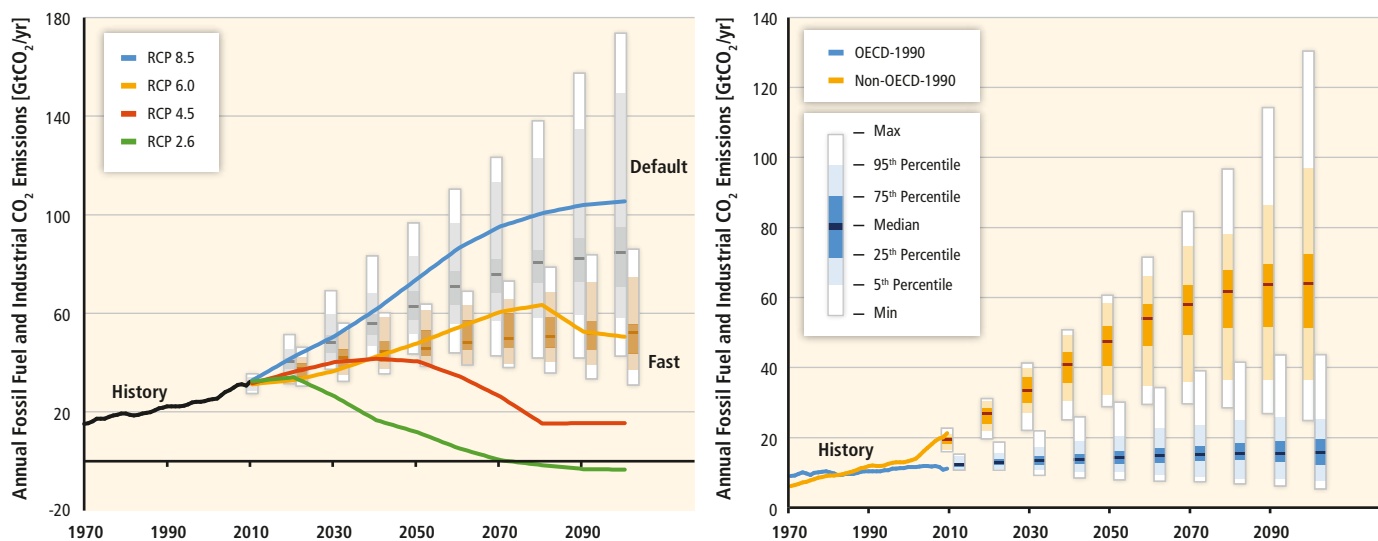 Annual Fossil Fuel and Industrial CO₂ Emissions [GtCO₂/yr]
180
140
100
60
20
-20
RCP 8.5
RCP 6.0
RCP 4.5
RCP 2.6
Default
Fast
History
1970 1990 2010 2030 2050 2070 2090
Annual Fossil Fuel and Industrial CO₂ Emissions [GtCO₂/yr]
140
120
100
80
60
40
20
0
OECD-1990
Non-OECD-1990
Max
95th Percentile
75th Percentile
Median
25th Percentile
5th Percentile
Min
History
1970 1990 2010 2030 2050 2070 2090